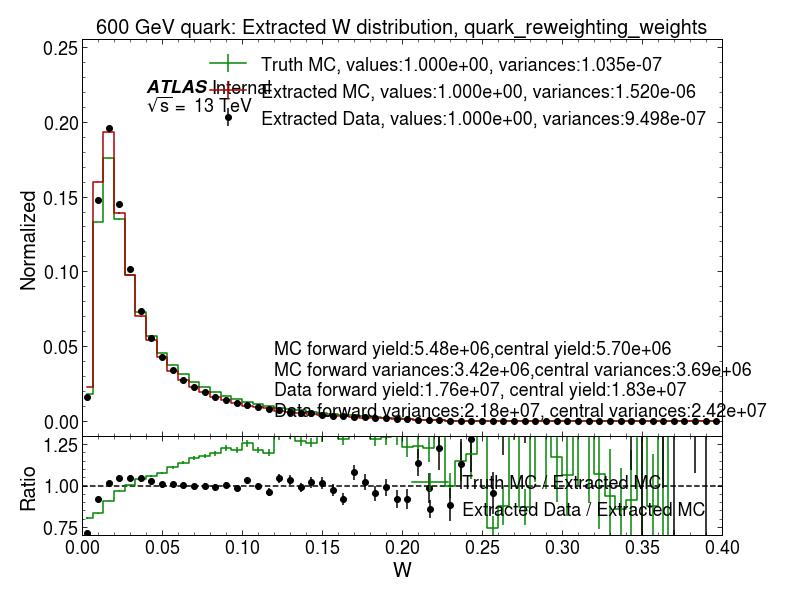 600 GeV quark: Extracted W distribution, quark_reweighting_weights
Truth MC, values:1.000e+00, variances:1.035e-07
ATLAS Internal
Extracted MC, values:1.000e+00, variances:1.520e-06
√s = 13 TeV
Extracted Data, values:1.000e+00, variances:9.498e-07
Normalized
0.25
0.20
0.15
0.10
0.05
0.00
MC forward yield:5.48e+06,central yield:5.70e+06
MC forward variances:3.42e+06,central variances:3.69e+06
Data forward yield:1.76e+07, central yield:1.83e+07
Data forward variances:2.18e+07, central variances:2.42e+07
Ratio
1.25
1.00
0.75
Truth MC / Extracted MC
Extracted Data / Extracted MC
0.00 0.05 0.10 0.15 0.20 0.25 0.30 0.35 0.40
W